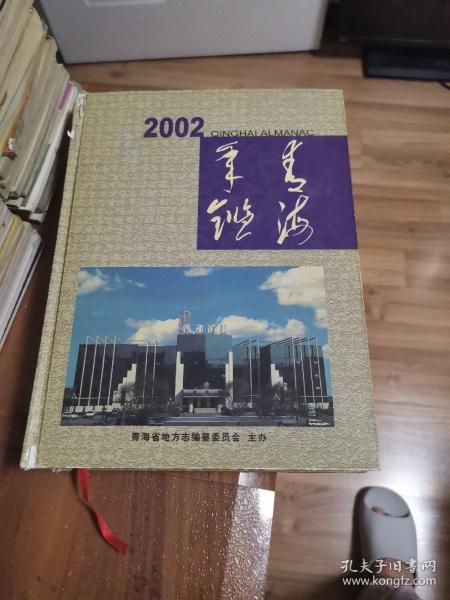 2002
QINGHAI ALMANAC
青海
年鉴
青海省地方志编纂委员会 主办
孔夫子旧书网
www.kongfz.com